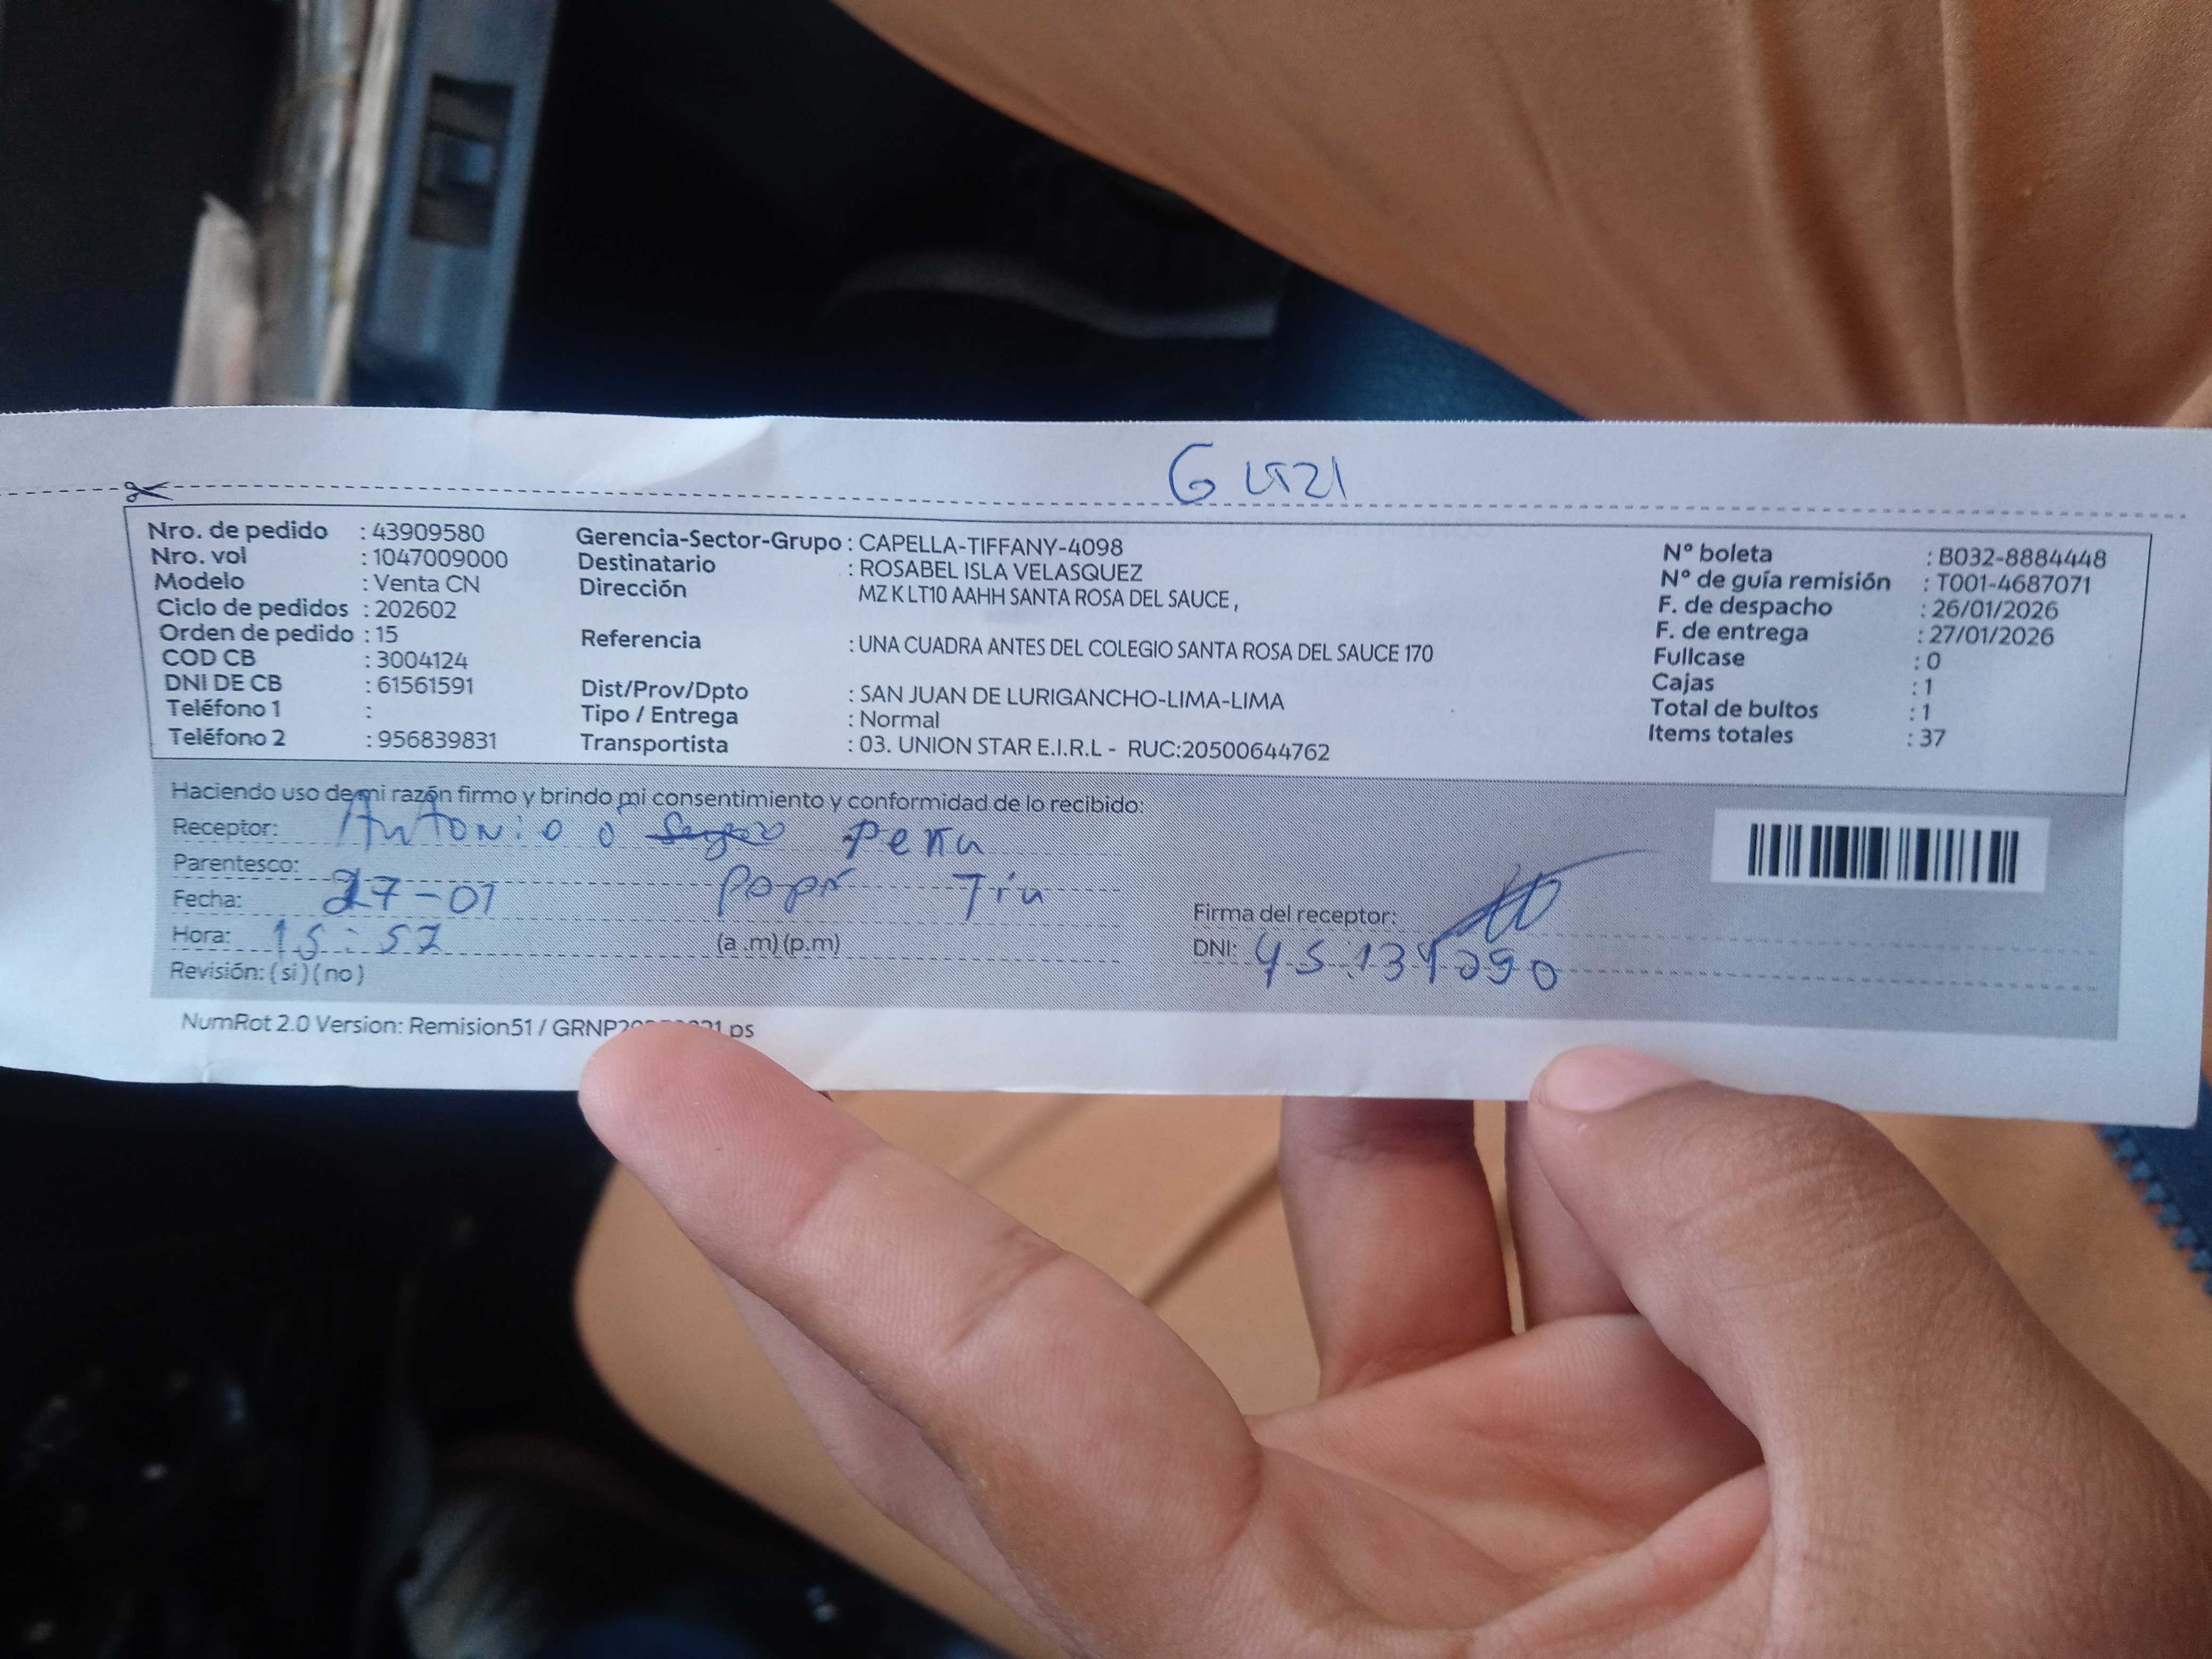 Nro. de pedido : 43909580
Nro. vol : 1047009000
Modelo : Venta CN
Ciclo de pedidos : 202602
Orden de pedido : 15
COD CB : 3004124
DNI DE CB : 61561591
Teléfono 1 :
Teléfono 2 : 956839831
Gerencia-Sector-Grupo : CAPELLA-TIFFANY-4098
Destinatario : ROSABEL ISLA VELASQUEZ
Dirección MZ K LT10 AAHH SANTA ROSA DEL SAUCE ,
Referencia : UNA CUADRA ANTES DEL COLEGIO SANTA ROSA DEL SAUCE 170
Dist/Prov/Dpto : SAN JUAN DE LURIGANCHO-LIMA-LIMA
Tipo / Entrega : Normal
Transportista : 03. UNION STAR E.I.R.L - RUC:20500644762
N° boleta : B032-8884448
N° de guía remisión : T001-4687071
F. de despacho : 26/01/2026
F. de entrega : 27/01/2026
Fullcase : 0
Cajas : 1
Total de bultos : 1
Items totales : 37
Haciendo uso de mi razón firmo y brindo mi consentimiento y conformidad de lo recibido:
Receptor: Antonio
Parentesco:
Fecha: 27-01
Hora: 15:57 (a .m)(p.m)
Revisión: (si)(no)
Firma del receptor:
DNI:
NumRot 2.0 Version: Remision51 / ps